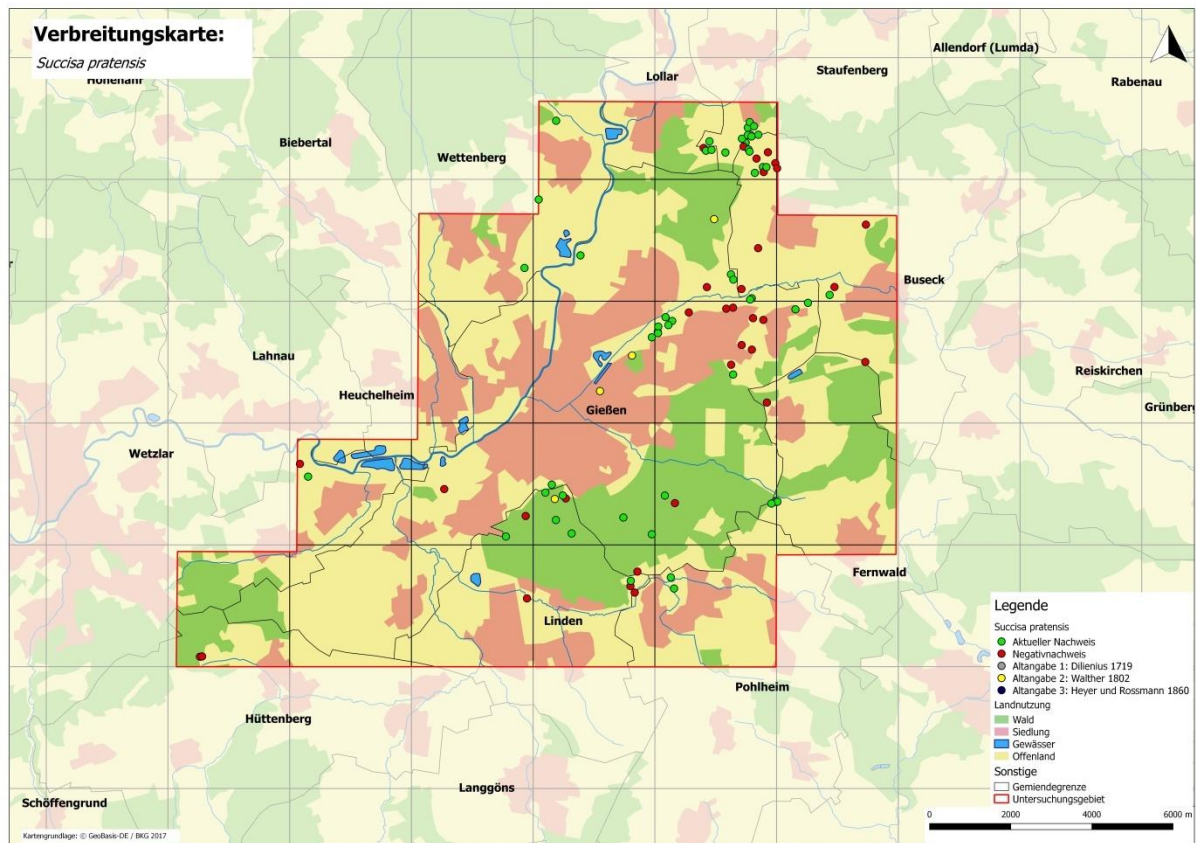 Verbreitungskarte:
Succisa pratensis
Hohenahr
Lollar
Allendorf (Lumda)
Staufenberg
Rabenau
Biebertal
Wettenberg
Buseck
Lahnau
Heuchelheim
Reiskirchen
Gießen
Grünberg
Wetzlar
Fernwald
Linden
Pohlheim
Hüttenberg
Langgöns
Schöffengrund
Legende
Succisa pratensis
Aktueller Nachweis
Negativnachweis
Altangabe 1: Dilienius 1719
Altangabe 2: Walther 1802
Altangabe 3: Heyer und Rossmann 1860
Landnutzung
Wald
Siedlung
Gewässer
Offenland
Sonstige
Gemiendegrenze
Untersuchungsgebiet
0 2000 4000 6000 m
Kartengrundlage: © GeoBasis-DE / BKG 2017